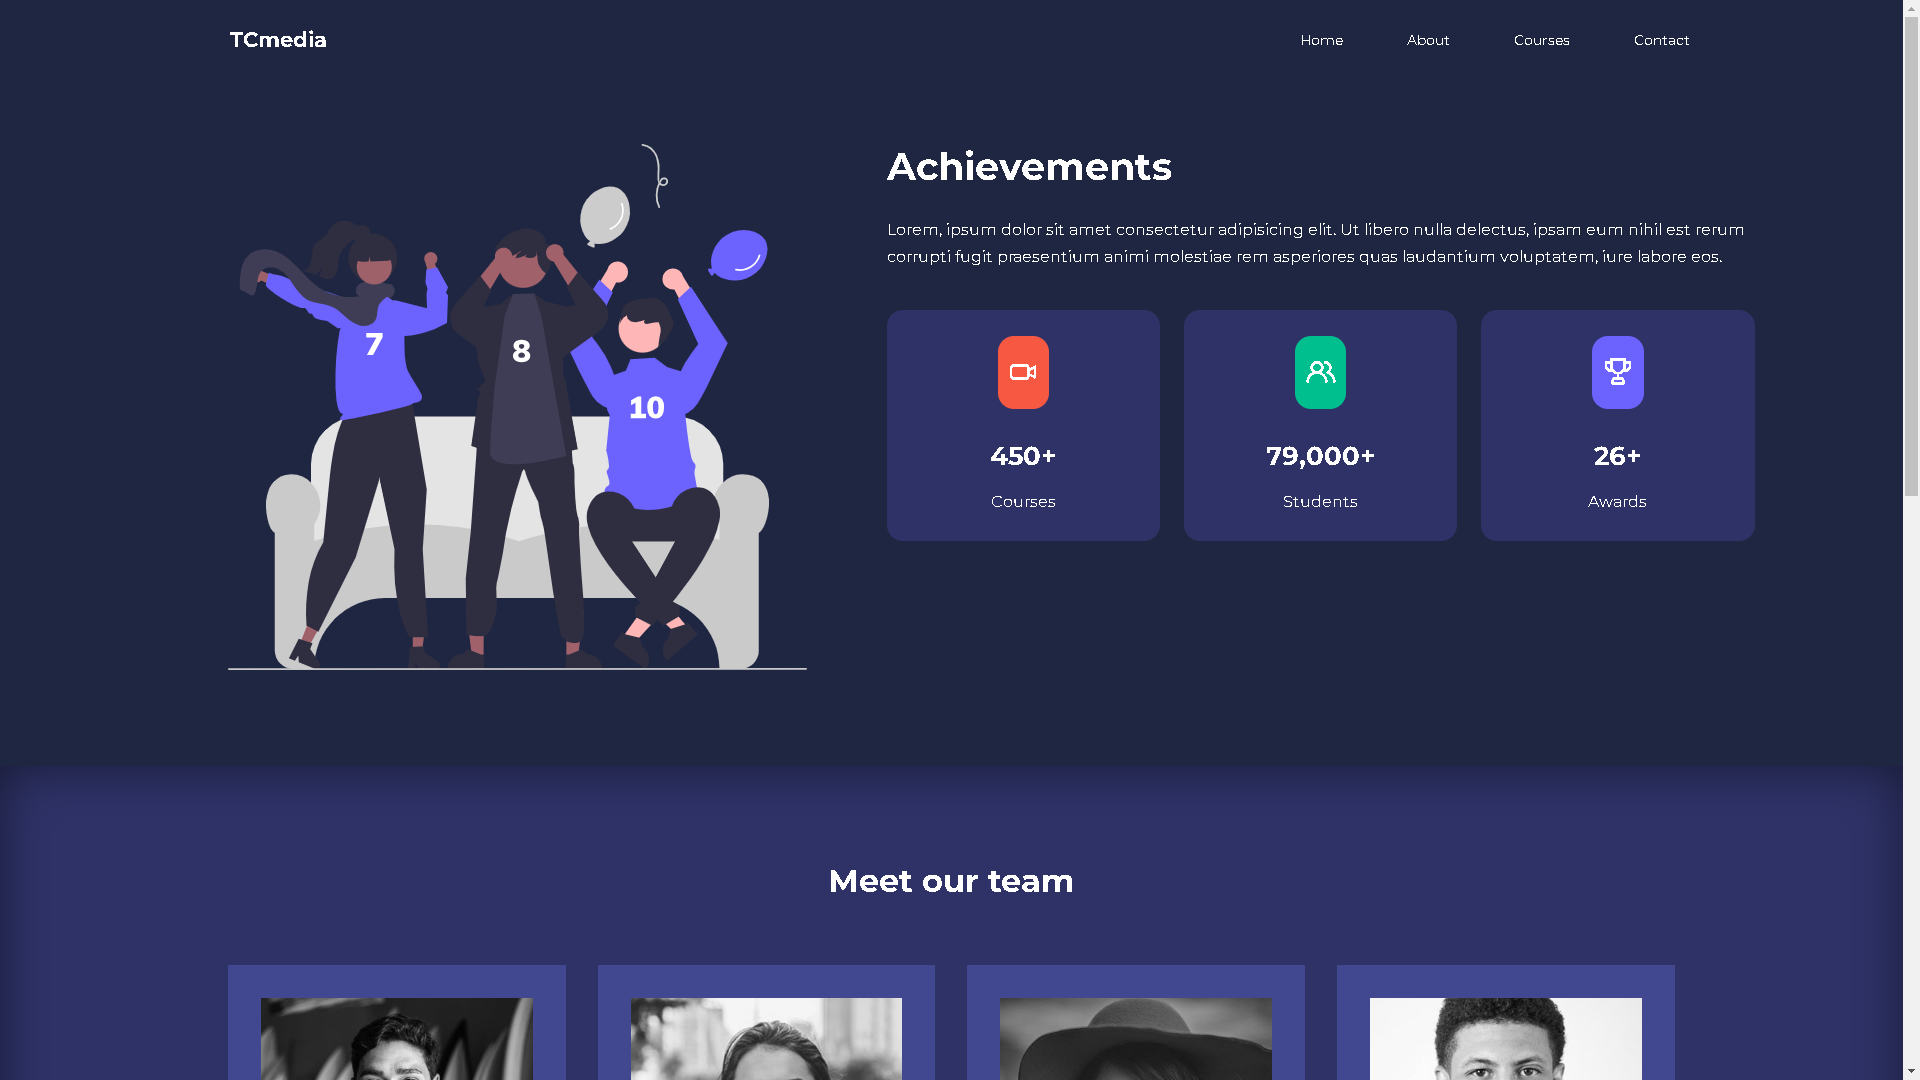 TCmedia
Home
About
Courses
Contact
Achievements
Lorem, ipsum dolor sit amet consectetur adipisicing elit. Ut libero nulla delectus, ipsam eum nihil est rerum
corrupti fugit praesentium animi molestiae rem asperiores quas laudantium voluptatem, iure labore eos.
7
8
10
450+
Courses
79,000+
Students
26+
Awards
Meet our team